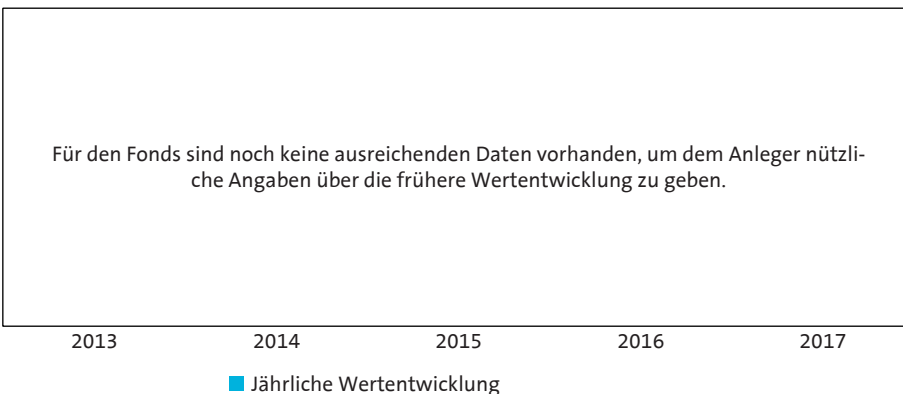 Für den Fonds sind noch keine ausreichenden Daten vorhanden, um dem Anleger nützli-
che Angaben über die frühere Wertentwicklung zu geben.
2013 2014 2015 2016 2017
Jährliche Wertentwicklung